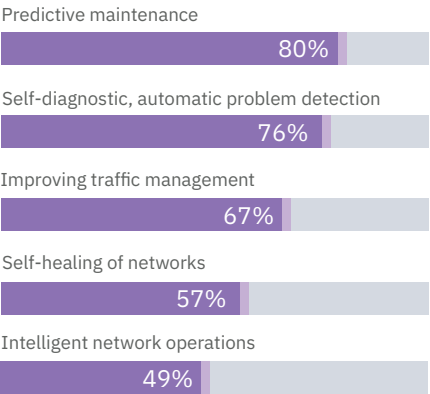 Predictive maintenance
80%
Self-diagnostic, automatic problem detection
76%
Improving traffic management
67%
Self-healing of networks
57%
Intelligent network operations
49%